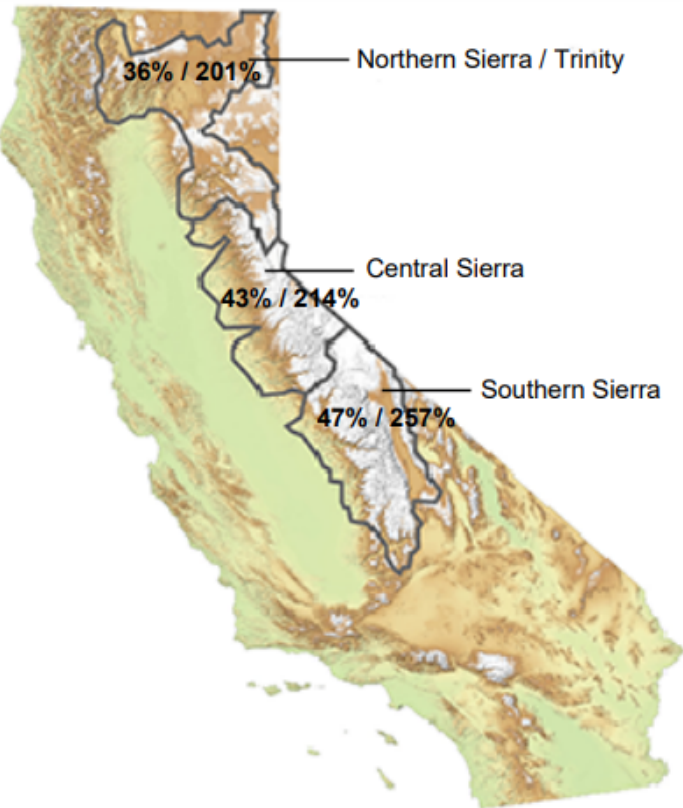 Northern Sierra / Trinity
36% / 201%
Central Sierra
43% / 214%
Southern Sierra
47% / 257%